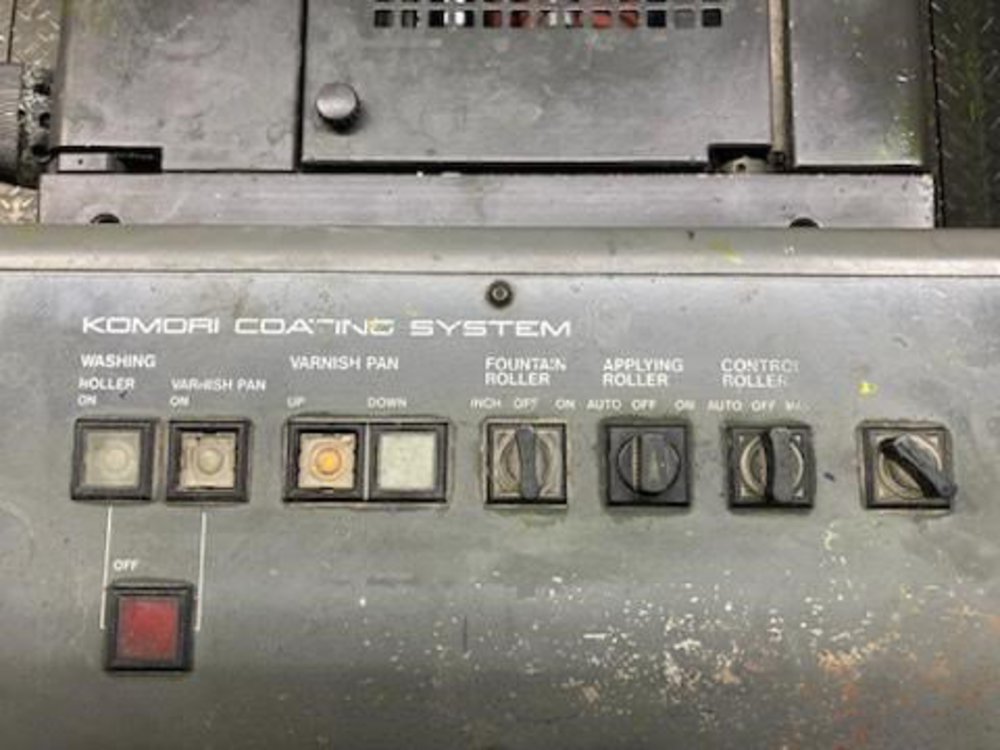 KOMORI COATING SYSTEM
WASHING
ROLLER
ON
VARNISH PAN
ON
VARNISH PAN
UP DOWN
FOUNTAIN
ROLLER
INCH OFF ON
APPLYING
ROLLER
AUTO OFF ON
CONTROL
ROLLER
AUTO OFF
OFF